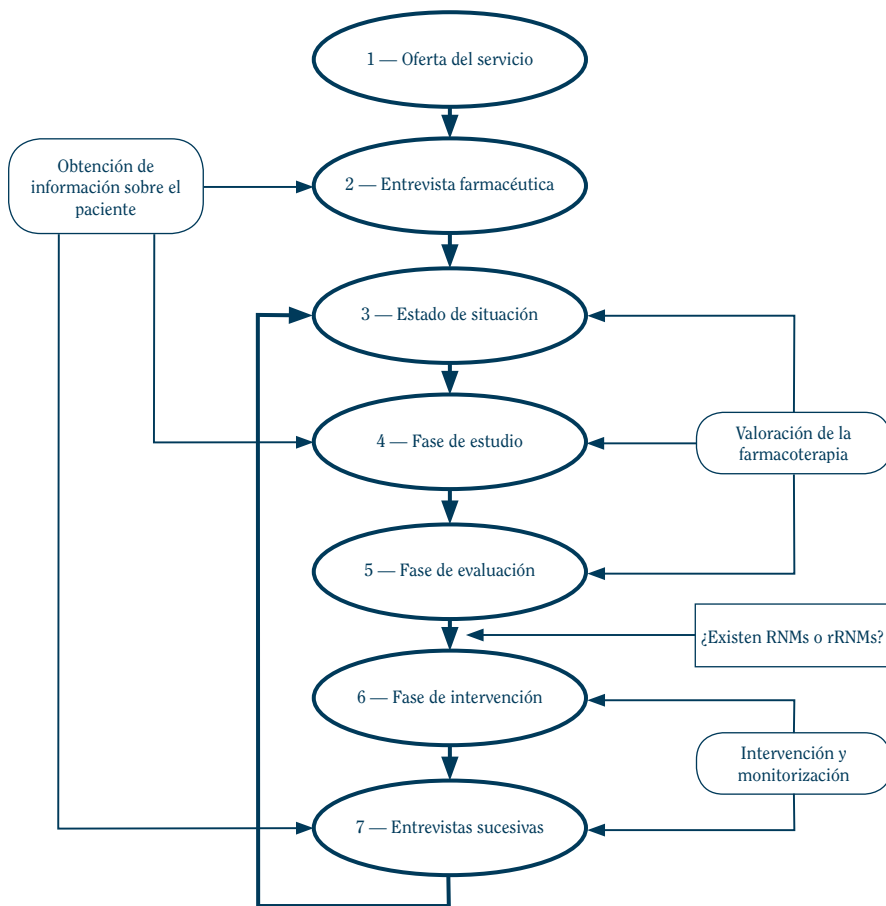 1 — Oferta del servicio
Obtención de
información sobre el
paciente
2 — Entrevista farmacéutica
3 — Estado de situación
4 — Fase de estudio
Valoración de la
farmacoterapia
5 — Fase de evaluación
¿Existen RNMs o rRNMs?
6 — Fase de intervención
Intervención y
monitorización
7 — Entrevistas sucesivas